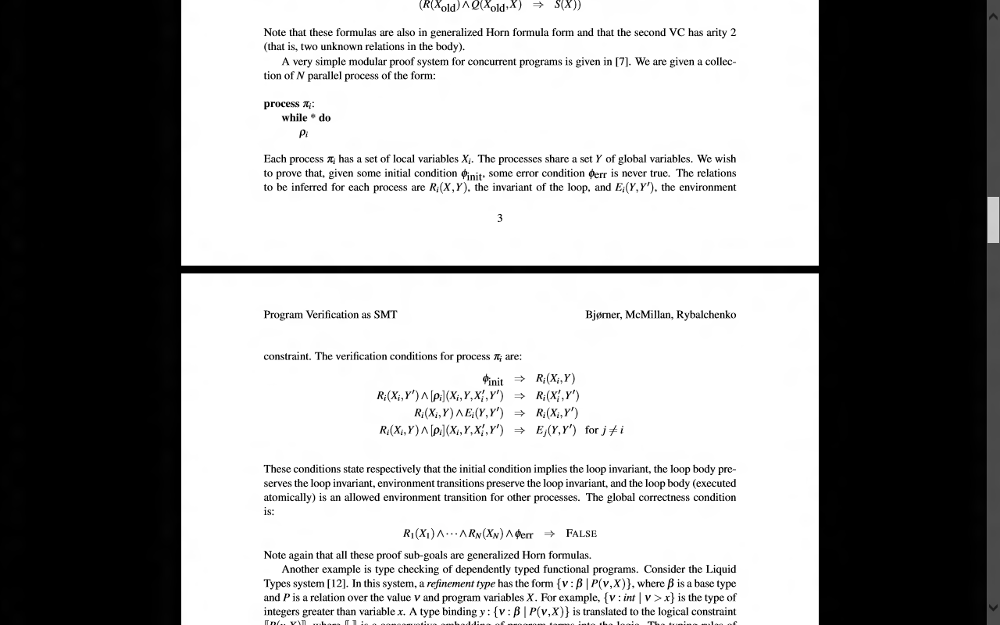 (R(X_old) ∧ Q(X_old, X) ⇒ S(X))
Note that these formulas are also in generalized Horn formula form and that the second VC has arity 2
(that is, two unknown relations in the body).
A very simple modular proof system for concurrent programs is given in [7]. We are given a collec-
tion of N parallel process of the form:
process π_i:
while * do
ρ_i
Each process π_i has a set of local variables X_i. The processes share a set Y of global variables. We wish
to prove that, given some initial condition ϕ_init, some error condition ϕ_err is never true. The relations
to be inferred for each process are R_i(X,Y), the invariant of the loop, and E_i(Y,Y′), the environment
3
Program Verification as SMT Bjørner, McMillan, Rybalchenko
constraint. The verification conditions for process π_i are:
ϕ_init ⇒ R_i(X_i,Y)
R_i(X_i,Y′) ∧ [ρ_i](X_i,Y,X_i′,Y′) ⇒ R_i(X_i′,Y′)
R_i(X_i,Y) ∧ E_i(Y,Y′) ⇒ R_i(X_i,Y′)
R_i(X_i,Y) ∧ [ρ_i](X_i,Y,X_i′,Y′) ⇒ E_j(Y,Y′) for j ≠ i
These conditions state respectively that the initial condition implies the loop invariant, the loop body pre-
serves the loop invariant, environment transitions preserve the loop invariant, and the loop body (executed
atomically) is an allowed environment transition for other processes. The global correctness condition
is:
R_1(X_1) ∧ ··· ∧ R_N(X_N) ∧ ϕ_err ⇒ FALSE
Note again that all these proof sub-goals are generalized Horn formulas.
Another example is type checking of dependently typed functional programs. Consider the Liquid
Types system [12]. In this system, a refinement type has the form {ν : β | P(ν,X)}, where β is a base type
and P is a relation over the value ν and program variables X. For example, {ν : int | ν > x} is the type of
integers greater than variable x. A type binding y : {ν : β | P(ν,X)} is translated to the logical constraint